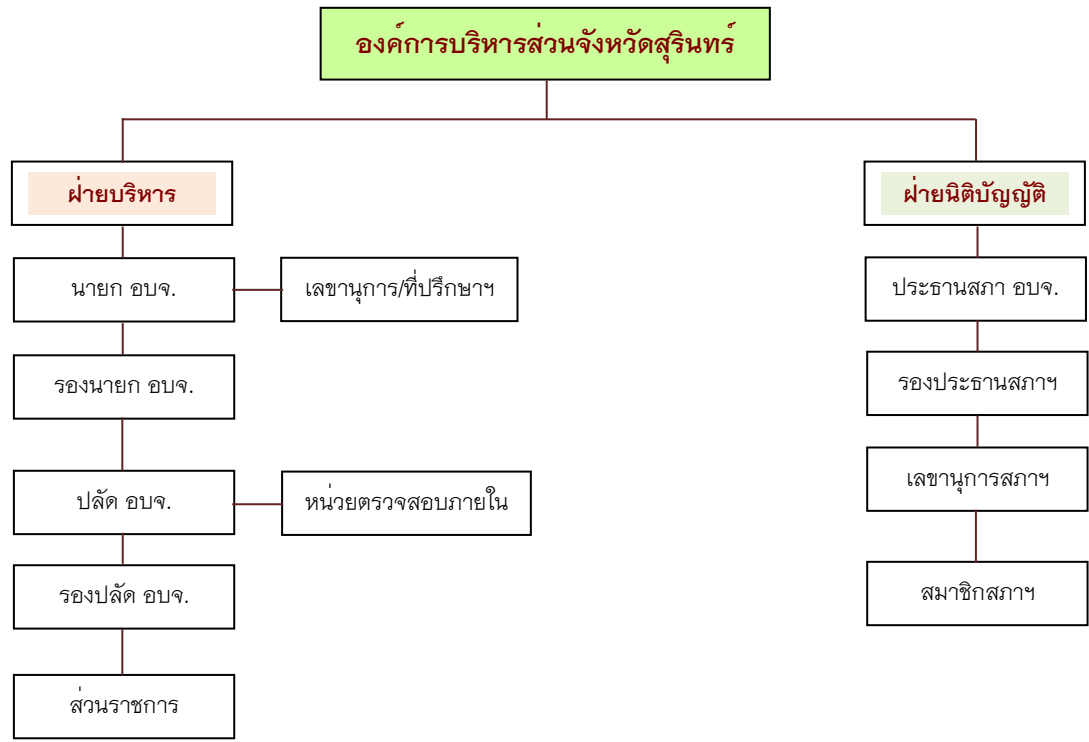 องค์การบริหารส่วนจังหวัดสุรินทร์
ฝ่ายบริหาร
ฝ่ายนิติบัญญัติ
นายก อบจ.
เลขานุการ/ที่ปรึกษาฯ
ประธานสภา อบจ.
รองนายก อบจ.
รองประธานสภาฯ
ปลัด อบจ.
หน่วยตรวจสอบภายใน
เลขานุการสภาฯ
รองปลัด อบจ.
สมาชิกสภาฯ
ส่วนราชการ